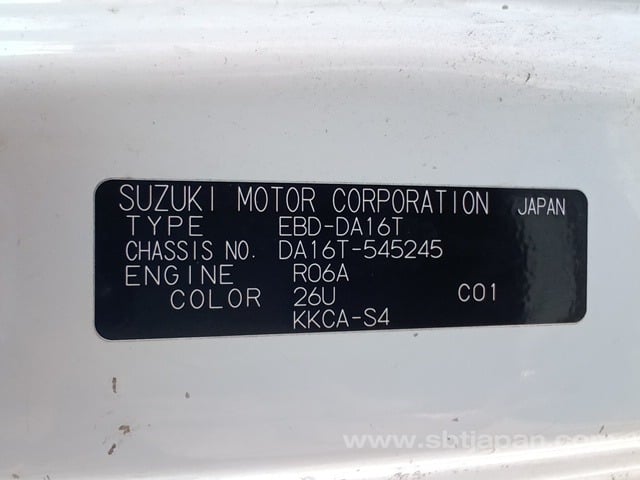 SUZUKI MOTOR CORPORATION JAPAN
TYPE EBD-DA16T
CHASSIS NO. DA16T-545245
ENGINE R06A
COLOR 26U C01
KKCA-S4
www.sbtjapan.com